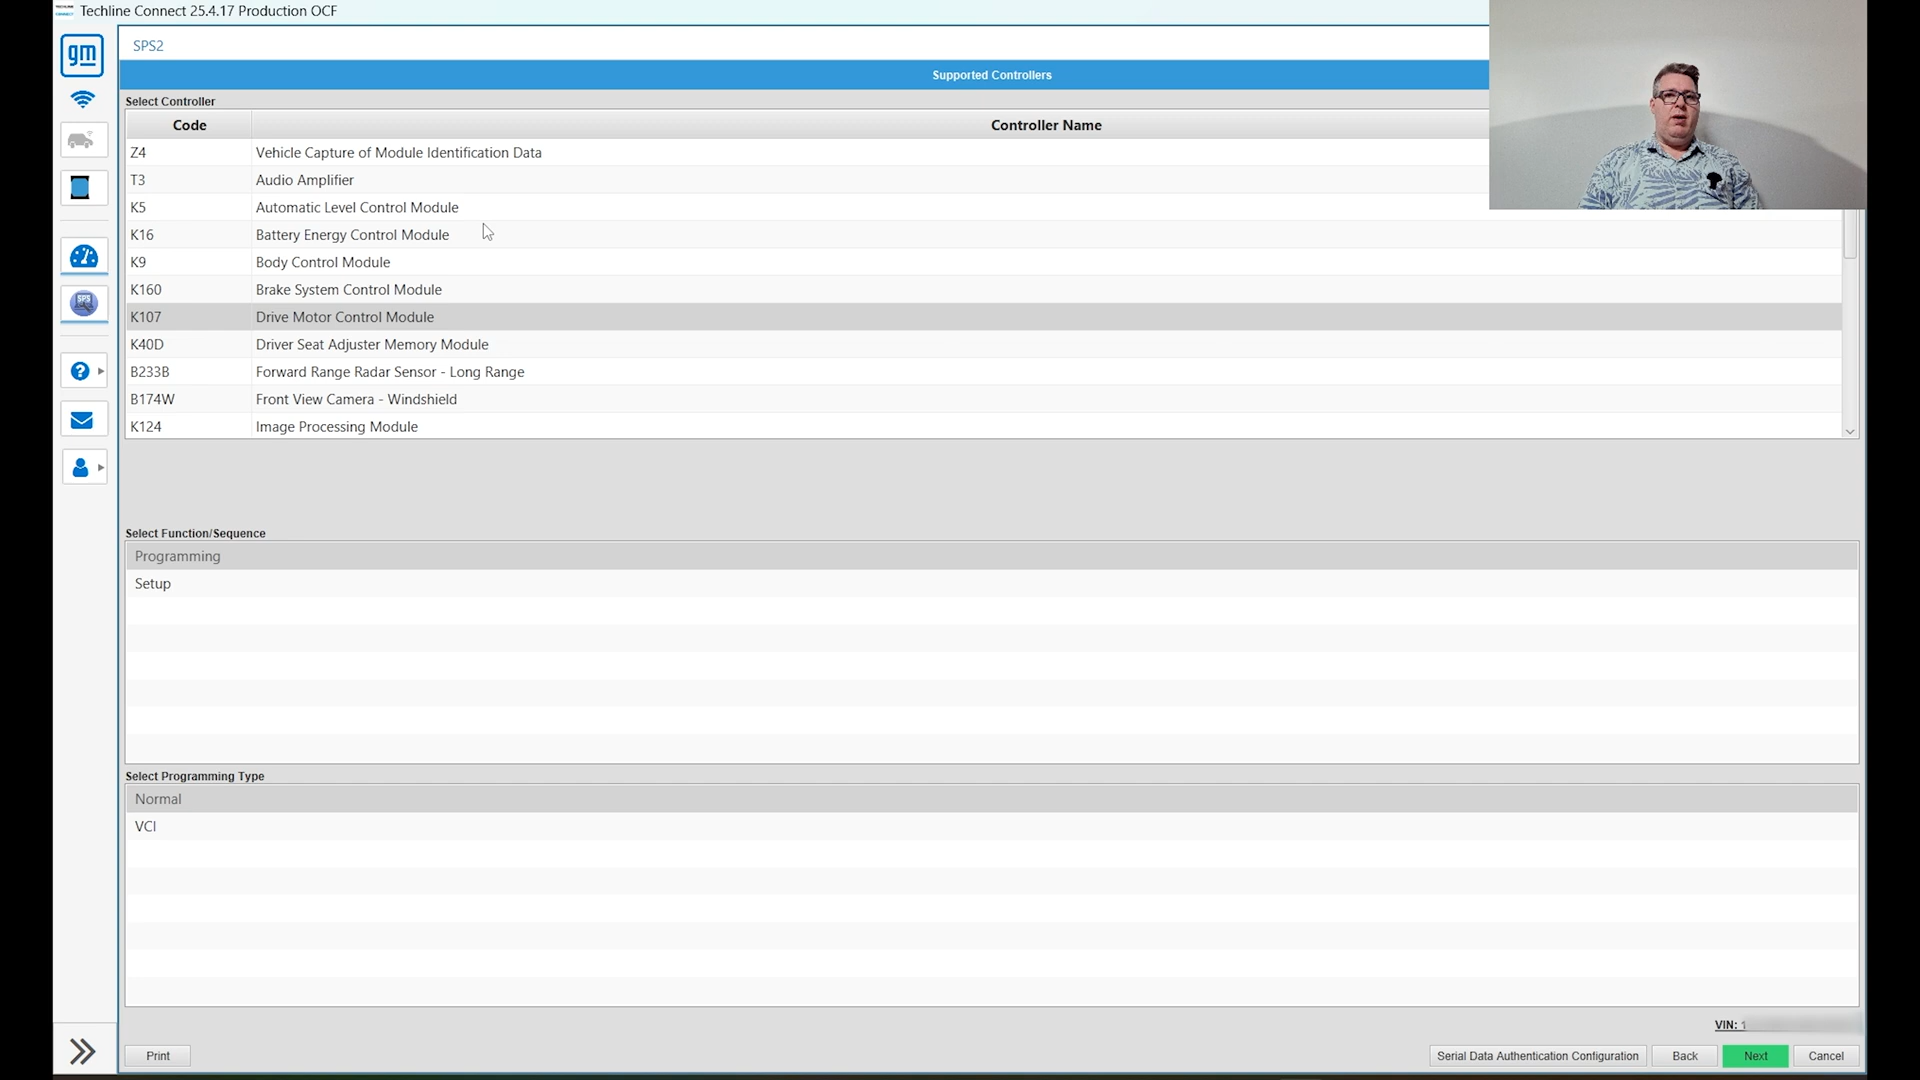 Techline Connect 25.4.17 Production OCF
gm
SPS2
Supported Controllers
Select Controller
Code Controller Name
Z4 Vehicle Capture of Module Identification Data
T3 Audio Amplifier
K5 Automatic Level Control Module
K16 Battery Energy Control Module
K9 Body Control Module
K160 Brake System Control Module
K107 Drive Motor Control Module
K40D Driver Seat Adjuster Memory Module
B233B Forward Range Radar Sensor - Long Range
B174W Front View Camera - Windshield
K124 Image Processing Module
Select Function/Sequence
Programming
Setup
Select Programming Type
Normal
VCI
VIN: 1
Print Serial Data Authentication Configuration Back Next Cancel